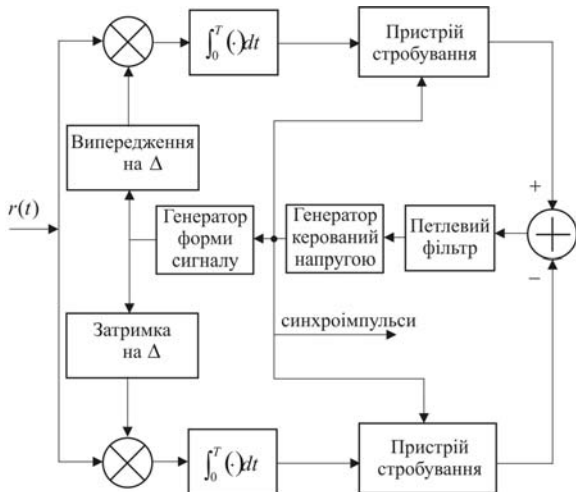 ∫₀ᵀ(·)dt
Пристрій
стробування
Випередження
на Δ
r(t)
Генератор
форми
сигналу
Генератор
керований
напругою
Петлевий
фільтр
+
−
синхроімпульси
Затримка
на Δ
∫₀ᵀ(·)dt
Пристрій
стробування